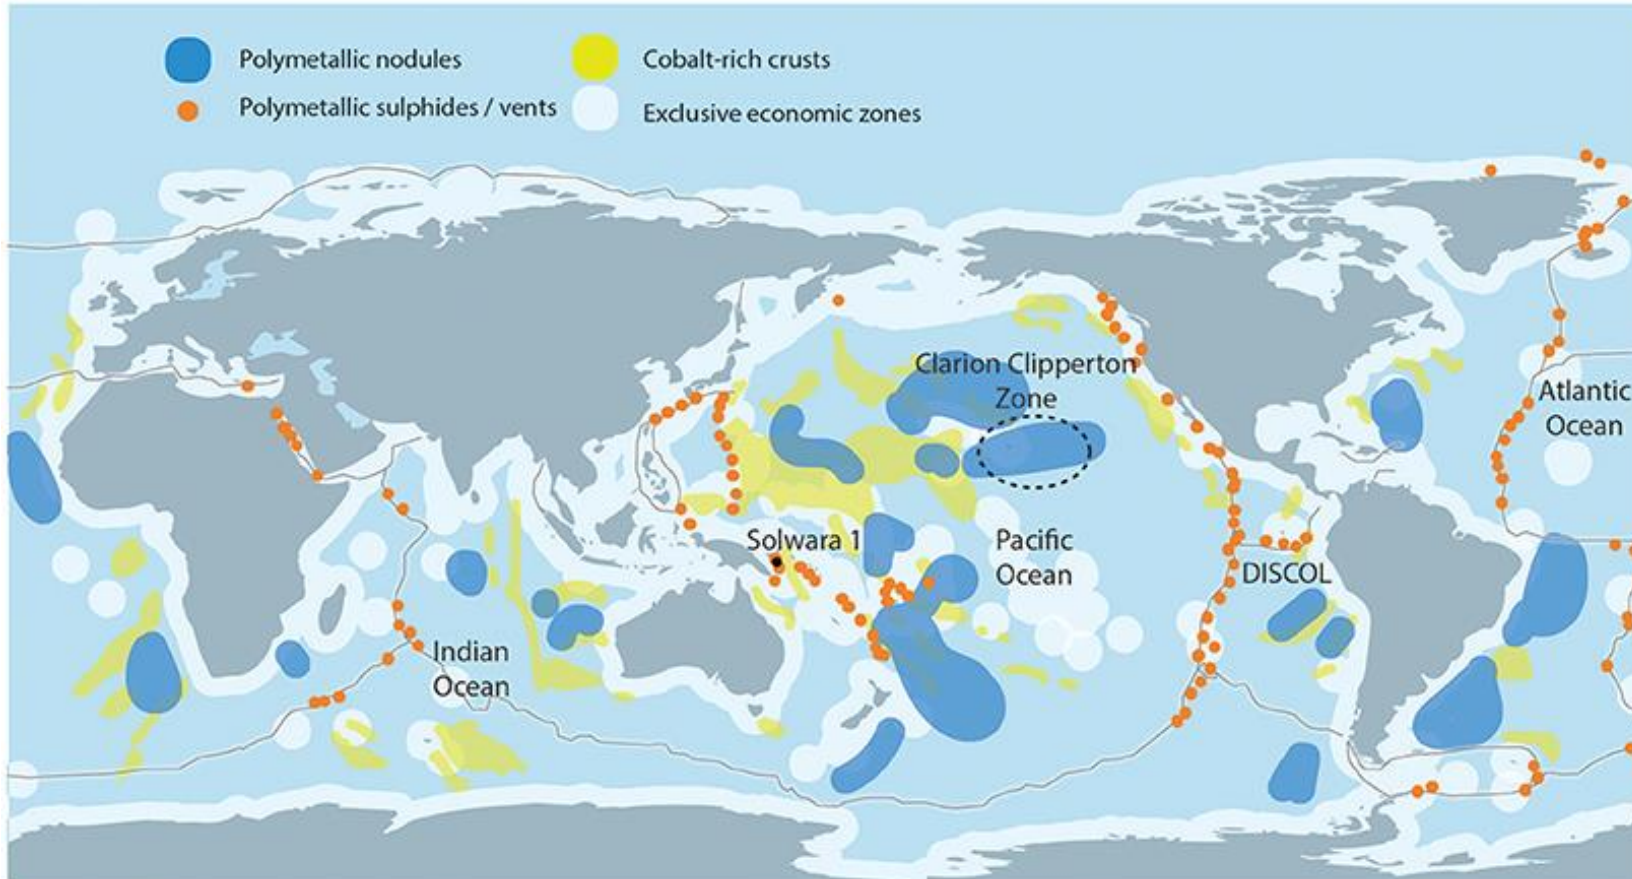 Polymetallic nodules
Cobalt-rich crusts
Polymetallic sulphides / vents
Exclusive economic zones
Clarion Clipperton
Zone
Atlantic
Ocean
Solwara 1
Pacific
Ocean
DISCOL
Indian
Ocean